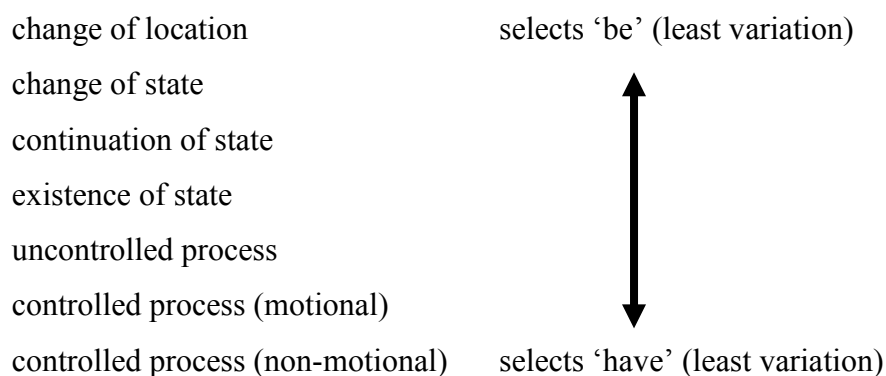 change of location selects ‘be’ (least variation)
change of state
continuation of state
existence of state
uncontrolled process
controlled process (motional)
controlled process (non-motional) selects ‘have’ (least variation)